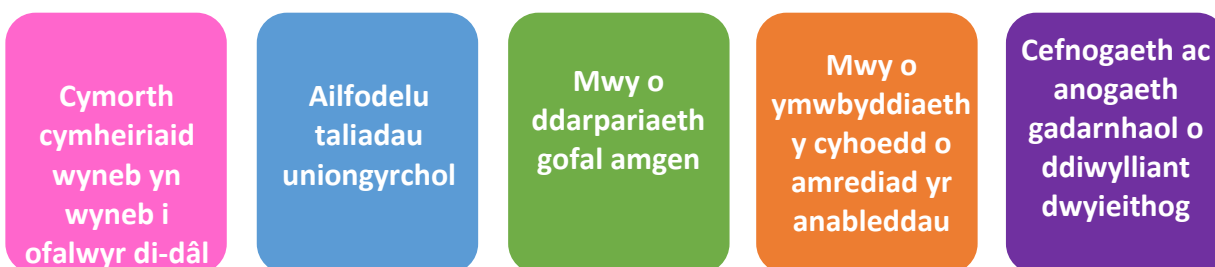 Cymorth
cymheiriaid
wyneb yn
wyneb i
ofalwyr di-dâl
Ailfodelu
taliadau
uniongyrchol
Mwy o
ddarpariaeth
gofal amgen
Mwy o
ymwbyddiaeth
y cyhoedd o
amrediad yr
anableddau
Cefnogaeth ac
anogaeth
gadarnhaol o
ddiwylliant
dwyieithog